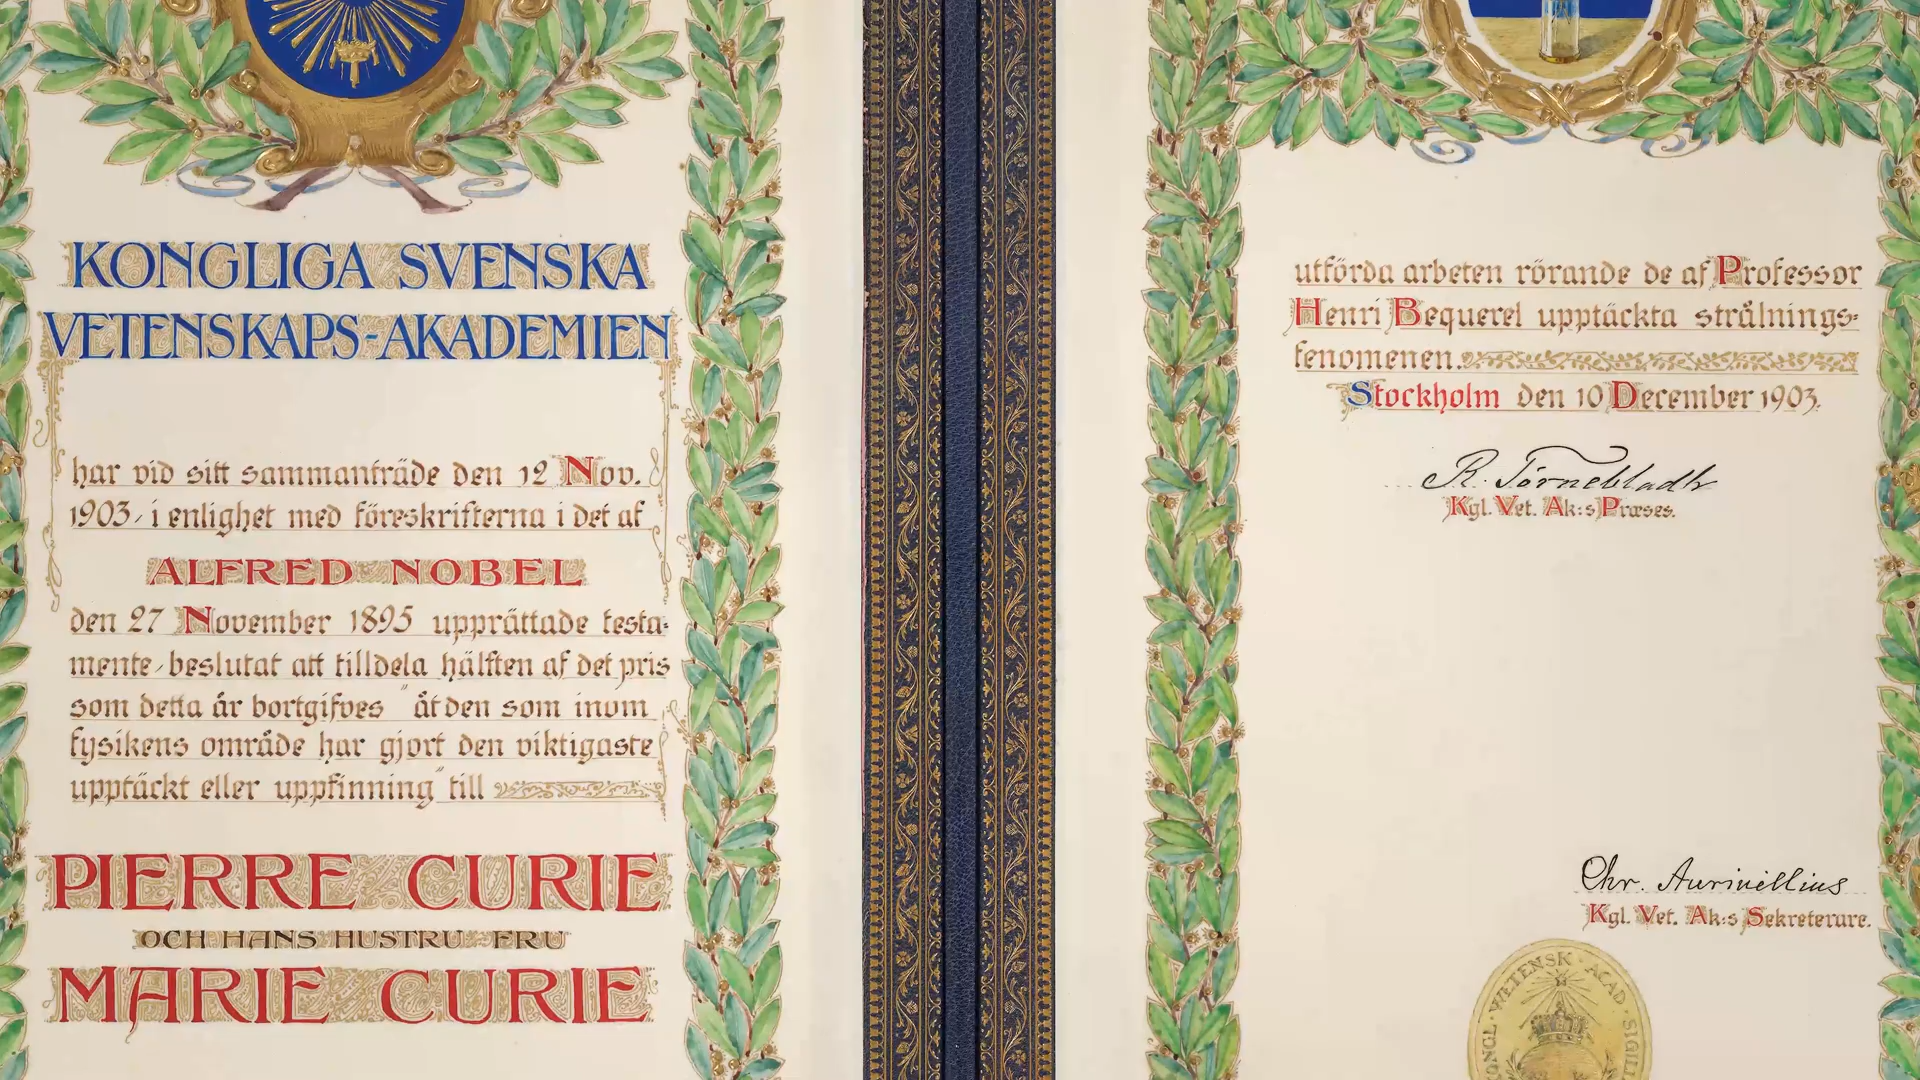 KONGLIGA SVENSKA
VETENSKAPS-AKADEMIEN
har vid sitt sammanträde den 12 Nov.
1903, i enlighet med föreskrifterna i det af
ALFRED NOBEL
den 27 November 1895 upprättade testa-
mente, beslutat att tilldela hälften af det pris
som detta år bortgifves "åt den som inom
fysikens område har gjort den viktigaste
upptäckt eller uppfinning" till
PIERRE CURIE
OCH HANS HUSTRU FRU
MARIE CURIE
utförda arbeten rörande de af Professor
Henri Bequerel upptäckta strålnings-
fenomenen.
Stockholm den 10 December 1903.
R. Törnebladh
Kgl. Vet. Ak:s Præses.
Chr. Aurivillius
Kgl. Vet. Ak:s Sekreterare.
KONGL · WETENSK · ACAD · SIGILL